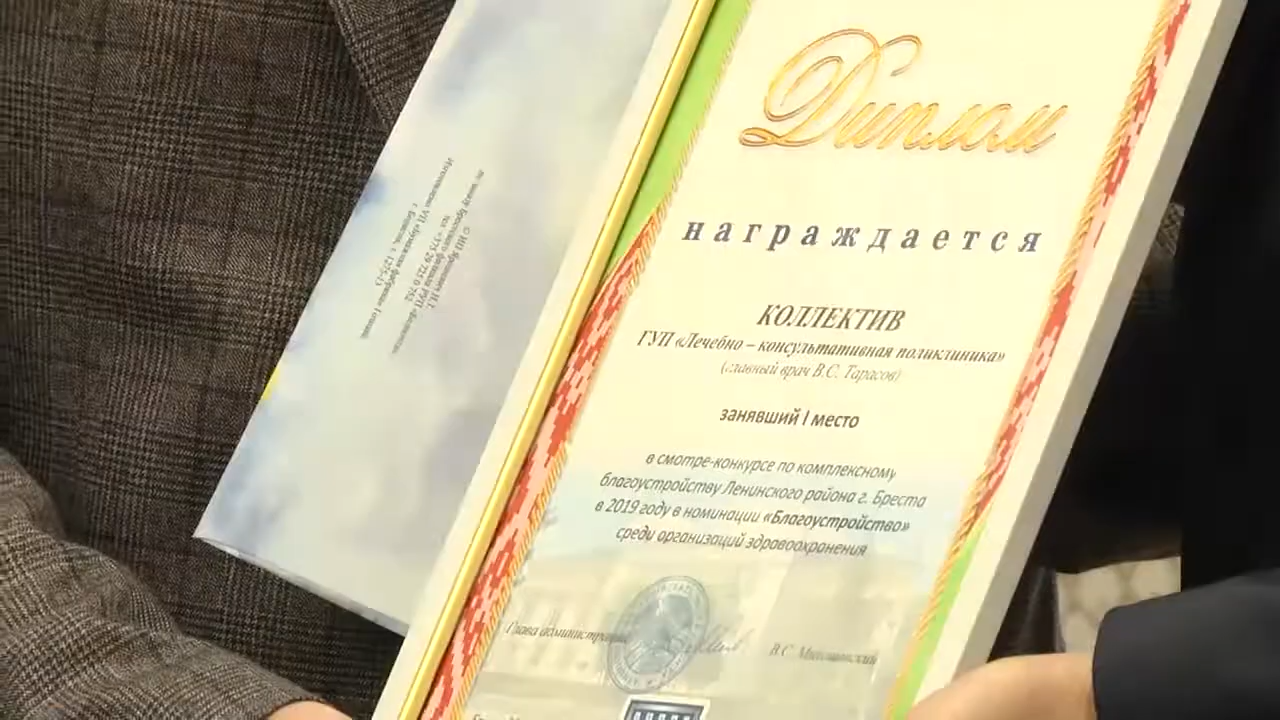 Диплом
награждается
КОЛЛЕКТИВ
ГУП «Лечебно – консультативная поликлиника»
(главный врач В.С. Тарасов)
занявший I место
в смотре-конкурсе по комплексному
благоустройству Ленинского района г. Бреста
в 2019 году в номинации «Благоустройство»
среди организаций здравоохранения
Глава администрации
В.С.